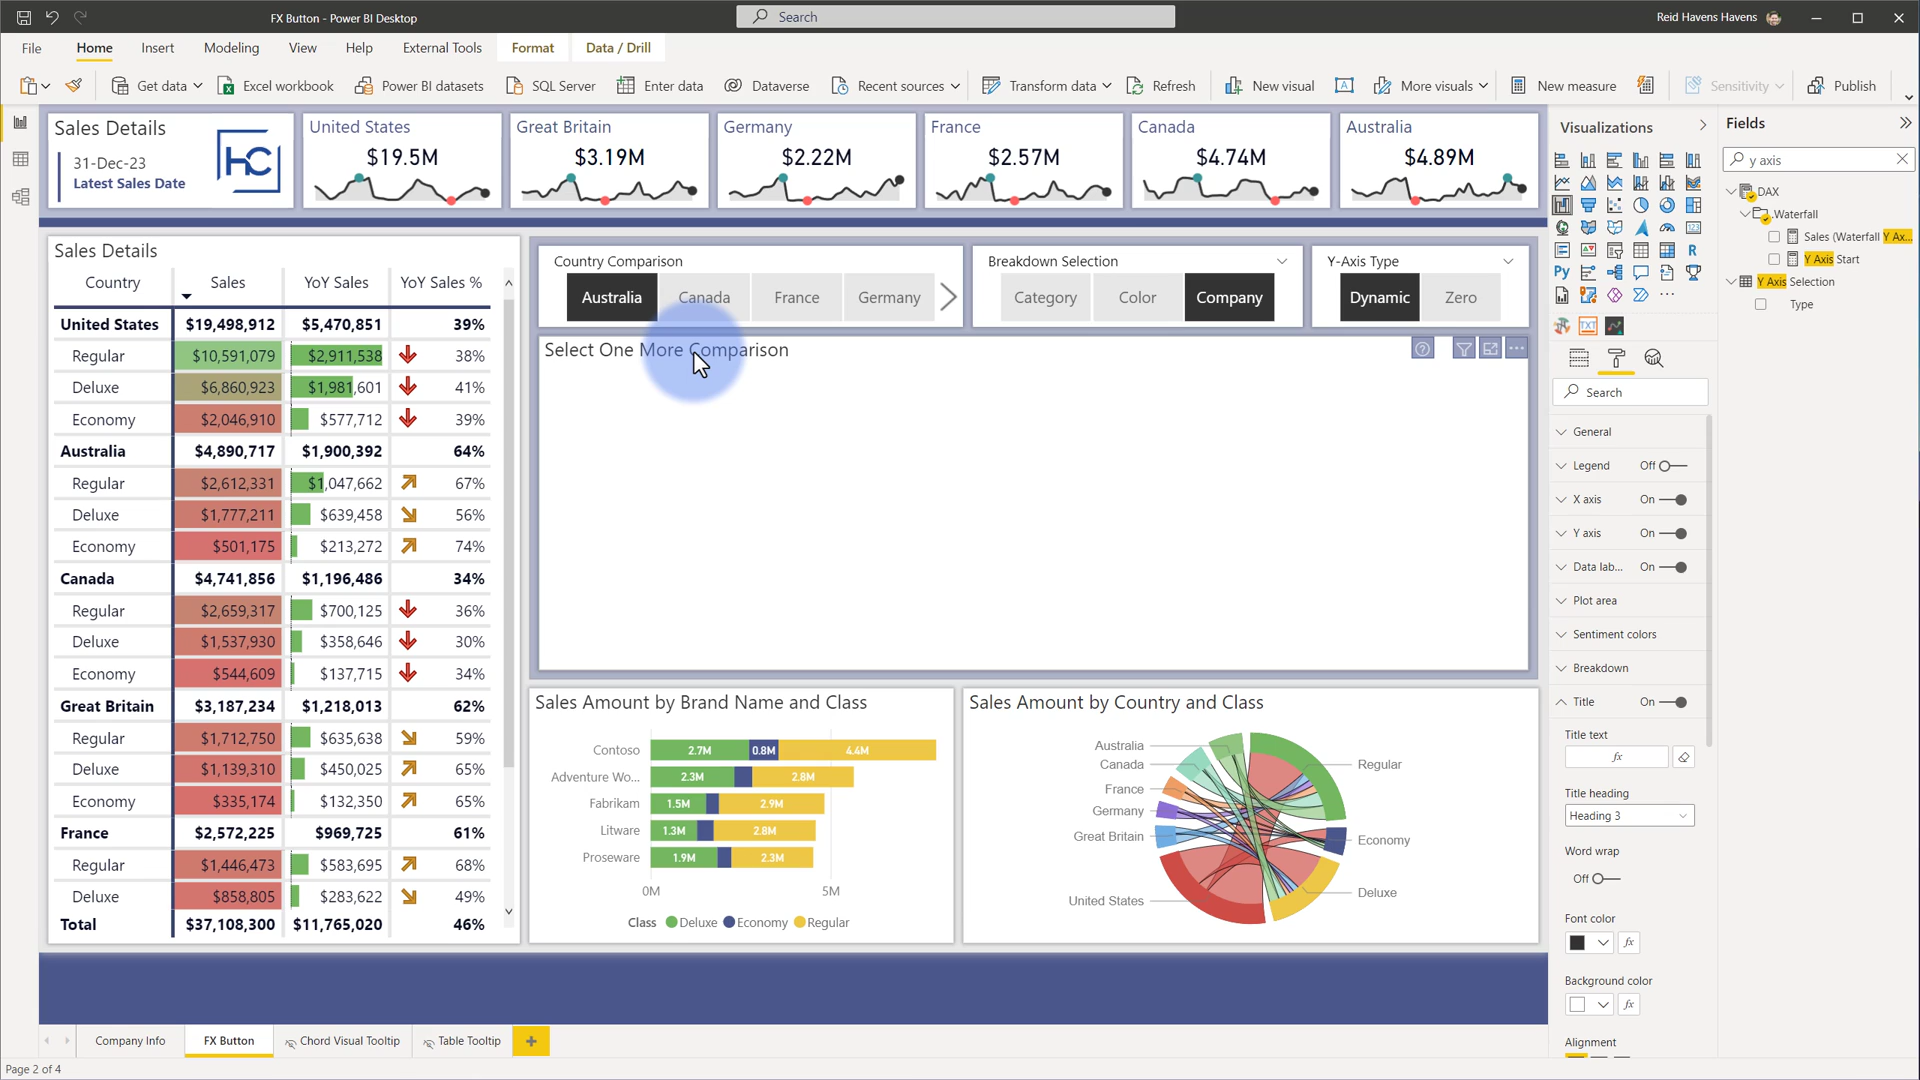 FX Button - Power BI Desktop
Search
Reid Havens Havens
File
Home
Insert
Modeling
View
Help
External Tools
Format
Data / Drill
Get data
Excel workbook
Power BI datasets
SQL Server
Enter data
Dataverse
Recent sources
Transform data
Refresh
New visual
More visuals
New measure
Sensitivity
Publish
Sales Details
31-Dec-23
Latest Sales Date
hc
United States
$19.5M
Great Britain
$3.19M
Germany
$2.22M
France
$2.57M
Canada
$4.74M
Australia
$4.89M
Sales Details
Country Sales YoY Sales YoY Sales %
United States $19,498,912 $5,470,851 39%
Regular $10,591,079 $2,911,538 38%
Deluxe $6,860,923 $1,981,601 41%
Economy $2,046,910 $577,712 39%
Australia $4,890,717 $1,900,392 64%
Regular $2,612,331 $1,047,662 67%
Deluxe $1,777,211 $639,458 56%
Economy $501,175 $213,272 74%
Canada $4,741,856 $1,196,486 34%
Regular $2,659,317 $700,125 36%
Deluxe $1,537,930 $358,646 30%
Economy $544,609 $137,715 34%
Great Britain $3,187,234 $1,218,013 62%
Regular $1,712,750 $635,638 59%
Deluxe $1,139,310 $450,025 65%
Economy $335,174 $132,350 65%
France $2,572,225 $969,725 61%
Regular $1,446,473 $583,695 68%
Deluxe $858,805 $283,622 49%
Total $37,108,300 $11,765,020 46%
Country Comparison
Australia Canada France Germany
Breakdown Selection
Category Color Company
Y-Axis Type
Dynamic Zero
Select One More Comparison
Sales Amount by Brand Name and Class
Contoso 2.7M 0.8M 4.4M
Adventure Wo... 2.3M 2.8M
Fabrikam 1.5M 2.9M
Litware 1.3M 2.8M
Proseware 1.9M 2.3M
0M 5M
Class Deluxe Economy Regular
Sales Amount by Country and Class
Australia
Canada
France
Germany
Great Britain
United States
Regular
Economy
Deluxe
Company Info
FX Button
Chord Visual Tooltip
Table Tooltip
+
Page 2 of 4
Visualizations
R
Py
TXT
Search
General
Legend Off
X axis On
Y axis On
Data lab... On
Plot area
Sentiment colors
Breakdown
Title On
Title text
fx
Title heading
Heading 3
Word wrap
Off
Font color
fx
Background color
fx
Alignment
Fields
y axis
DAX
.Waterfall
Sales (Waterfall Y Ax...
Y Axis Start
Y Axis Selection
Type